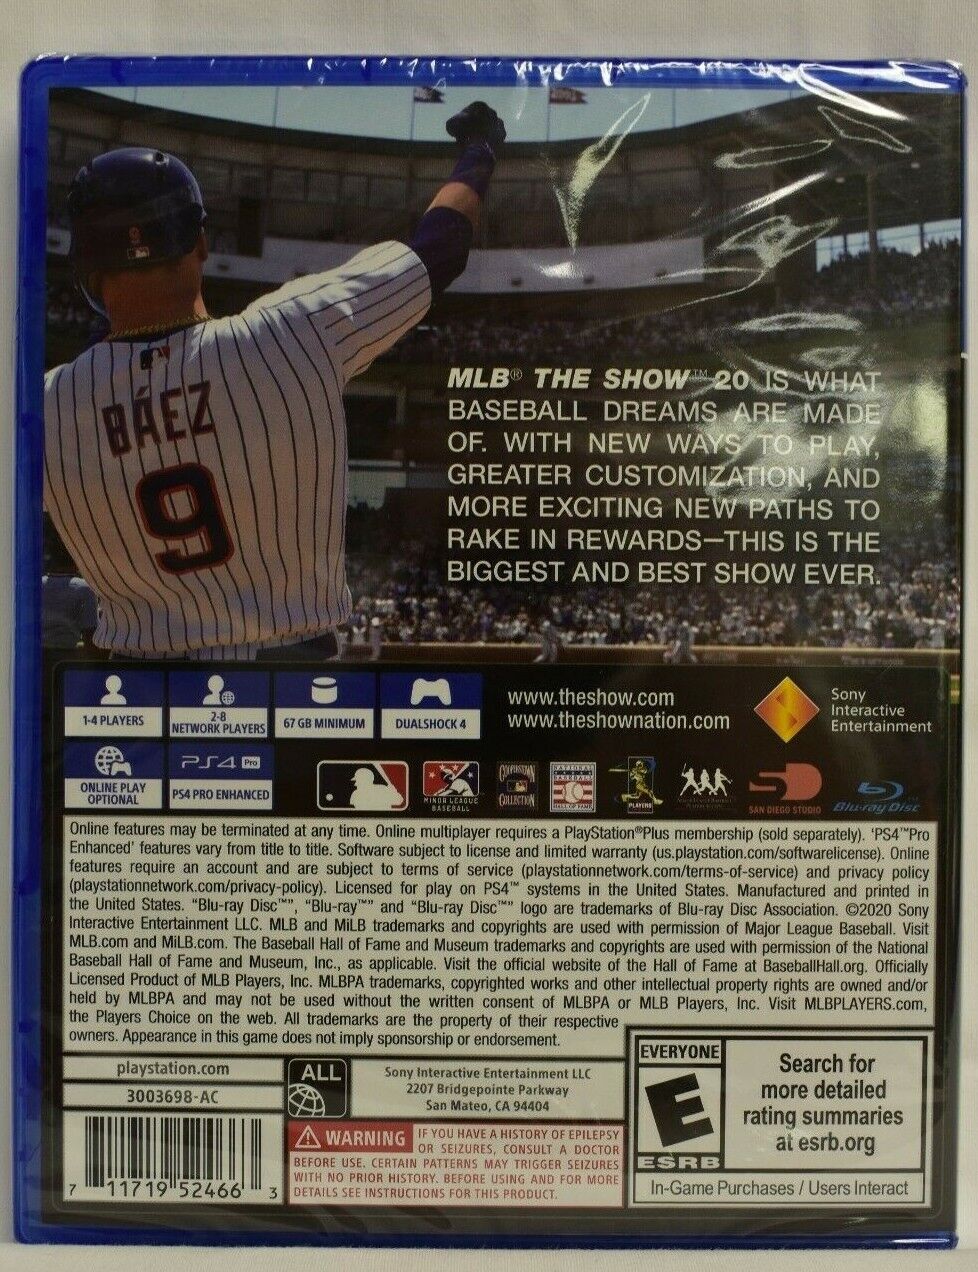 BÁEZ
9
MLB® THE SHOW™ 20 IS WHAT
BASEBALL DREAMS ARE MADE
OF. WITH NEW WAYS TO PLAY,
GREATER CUSTOMIZATION, AND
MORE EXCITING NEW PATHS TO
RAKE IN REWARDS—THIS IS THE
BIGGEST AND BEST SHOW EVER.
1-4 PLAYERS
2-8
NETWORK PLAYERS
67 GB MINIMUM
DUALSHOCK 4
www.theshow.com
www.theshownation.com
Sony
Interactive
Entertainment
ONLINE PLAY
OPTIONAL
PS4 Pro
PS4 PRO ENHANCED
MINOR LEAGUE
BASEBALL
COOPERSTOWN
COLLECTION
NATIONAL
BASEBALL
HALL OF FAME
PLAYERS
SAN DIEGO STUDIO
Blu-ray Disc
Online features may be terminated at any time. Online multiplayer requires a PlayStation®Plus membership (sold separately). 'PS4™Pro
Enhanced' features vary from title to title. Software subject to license and limited warranty (us.playstation.com/softwarelicense). Online
features require an account and are subject to terms of service (playstationnetwork.com/terms-of-service) and privacy policy
(playstationnetwork.com/privacy-policy). Licensed for play on PS4™ systems in the United States. Manufactured and printed in
the United States. "Blu-ray Disc™", "Blu-ray™" and "Blu-ray Disc™" logo are trademarks of Blu-ray Disc Association. ©2020 Sony
Interactive Entertainment LLC. MLB and MiLB trademarks and copyrights are used with permission of Major League Baseball. Visit
MLB.com and MiLB.com. The Baseball Hall of Fame and Museum trademarks and copyrights are used with permission of the National
Baseball Hall of Fame and Museum, Inc., as applicable. Visit the official website of the Hall of Fame at BaseballHall.org. Officially
Licensed Product of MLB Players, Inc. MLBPA trademarks, copyrighted works and other intellectual property rights are owned and/or
held by MLBPA and may not be used without the written consent of MLBPA or MLB Players, Inc. Visit MLBPLAYERS.com,
the Players Choice on the web. All trademarks are the property of their respective
owners. Appearance in this game does not imply sponsorship or endorsement.
playstation.com
3003698-AC
ALL
Sony Interactive Entertainment LLC
2207 Bridgepointe Parkway
San Mateo, CA 94404
WARNING IF YOU HAVE A HISTORY OF EPILEPSY
OR SEIZURES, CONSULT A DOCTOR
BEFORE USE. CERTAIN PATTERNS MAY TRIGGER SEIZURES
WITH NO PRIOR HISTORY. BEFORE USING AND FOR MORE
DETAILS SEE INSTRUCTIONS FOR THIS PRODUCT.
7 11719 52466 3
EVERYONE
E
ESRB
Search for
more detailed
rating summaries
at esrb.org
In-Game Purchases / Users Interact